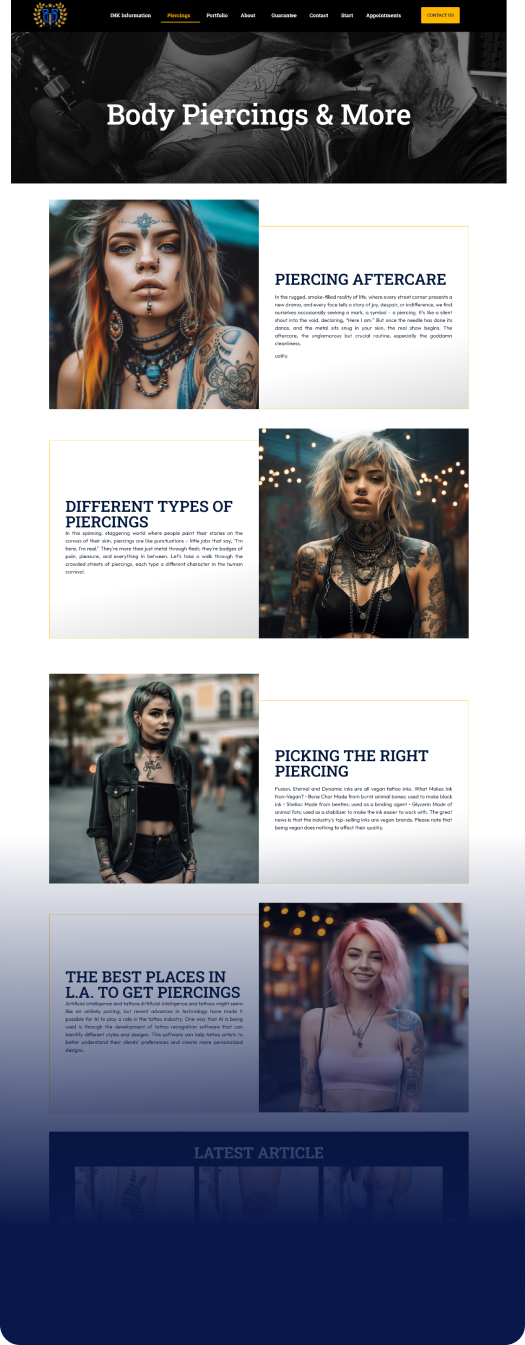 INK Information Piercings Portfolio About Guarantee Contact Start Appointments CONTACT US
Body Piercings & More
PIERCING AFTERCARE
In the rugged, smoke-filled reality of life, where every street corner presents a
new drama, and every face tells a story of joy, despair, or indifference, we find
ourselves occasionally seeking a mark, a symbol – a piercing. It's like a silent
shout into the void, declaring, "Here I am." But once the needle has done its
dance, and the metal sits snug in your skin, the real show begins. The
aftercare, the unglamorous but crucial routine, especially the goddamn
cleanliness.
uality.
DIFFERENT TYPES OF
PIERCINGS
In this spinning, staggering world where people paint their stories on the
canvas of their skin, piercings are like punctuations – little jabs that say, "I'm
here, I'm real." They're more than just metal through flesh; they're badges of
pain, pleasure, and everything in between. Let's take a walk through the
crowded streets of piercings, each type a different character in the human
carnival
PICKING THE RIGHT
PIERCING
Fusion, Eternal and Dynamic inks are all vegan tattoo inks. What Makes Ink
Non-Vegan? • Bone Char Made from burnt animal bones; used to make black
ink • Shellac Made from beetles; used as a binding agent • Glycerin Made of
animal fats; used as a stabilizer to make the ink easier to work with. The great
news is that the industry's top-selling inks are vegan brands. Please note that
being vegan does nothing to affect their quality.
THE BEST PLACES IN
L.A. TO GET PIERCINGS
Artificial intelligence and tattoos Artificial intelligence and tattoos might seem
like an unlikely pairing, but recent advances in technology have made it
possible for AI to play a role in the tattoo industry. One way that AI is being
used is through the development of tattoo recognition software that can
identify different styles and designs. This software can help tattoo artists to
better understand their clients' preferences and create more personalized
designs.
LATEST ARTICLE